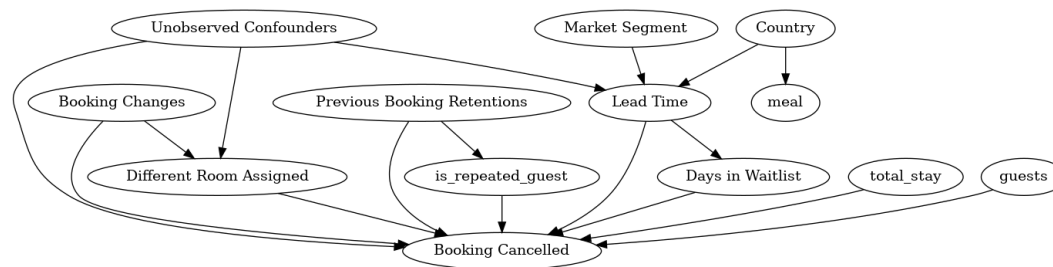 Unobserved Confounders
Market Segment
Country
Booking Changes
Previous Booking Retentions
Lead Time
meal
Different Room Assigned
is_repeated_guest
Days in Waitlist
total_stay
guests
Booking Cancelled